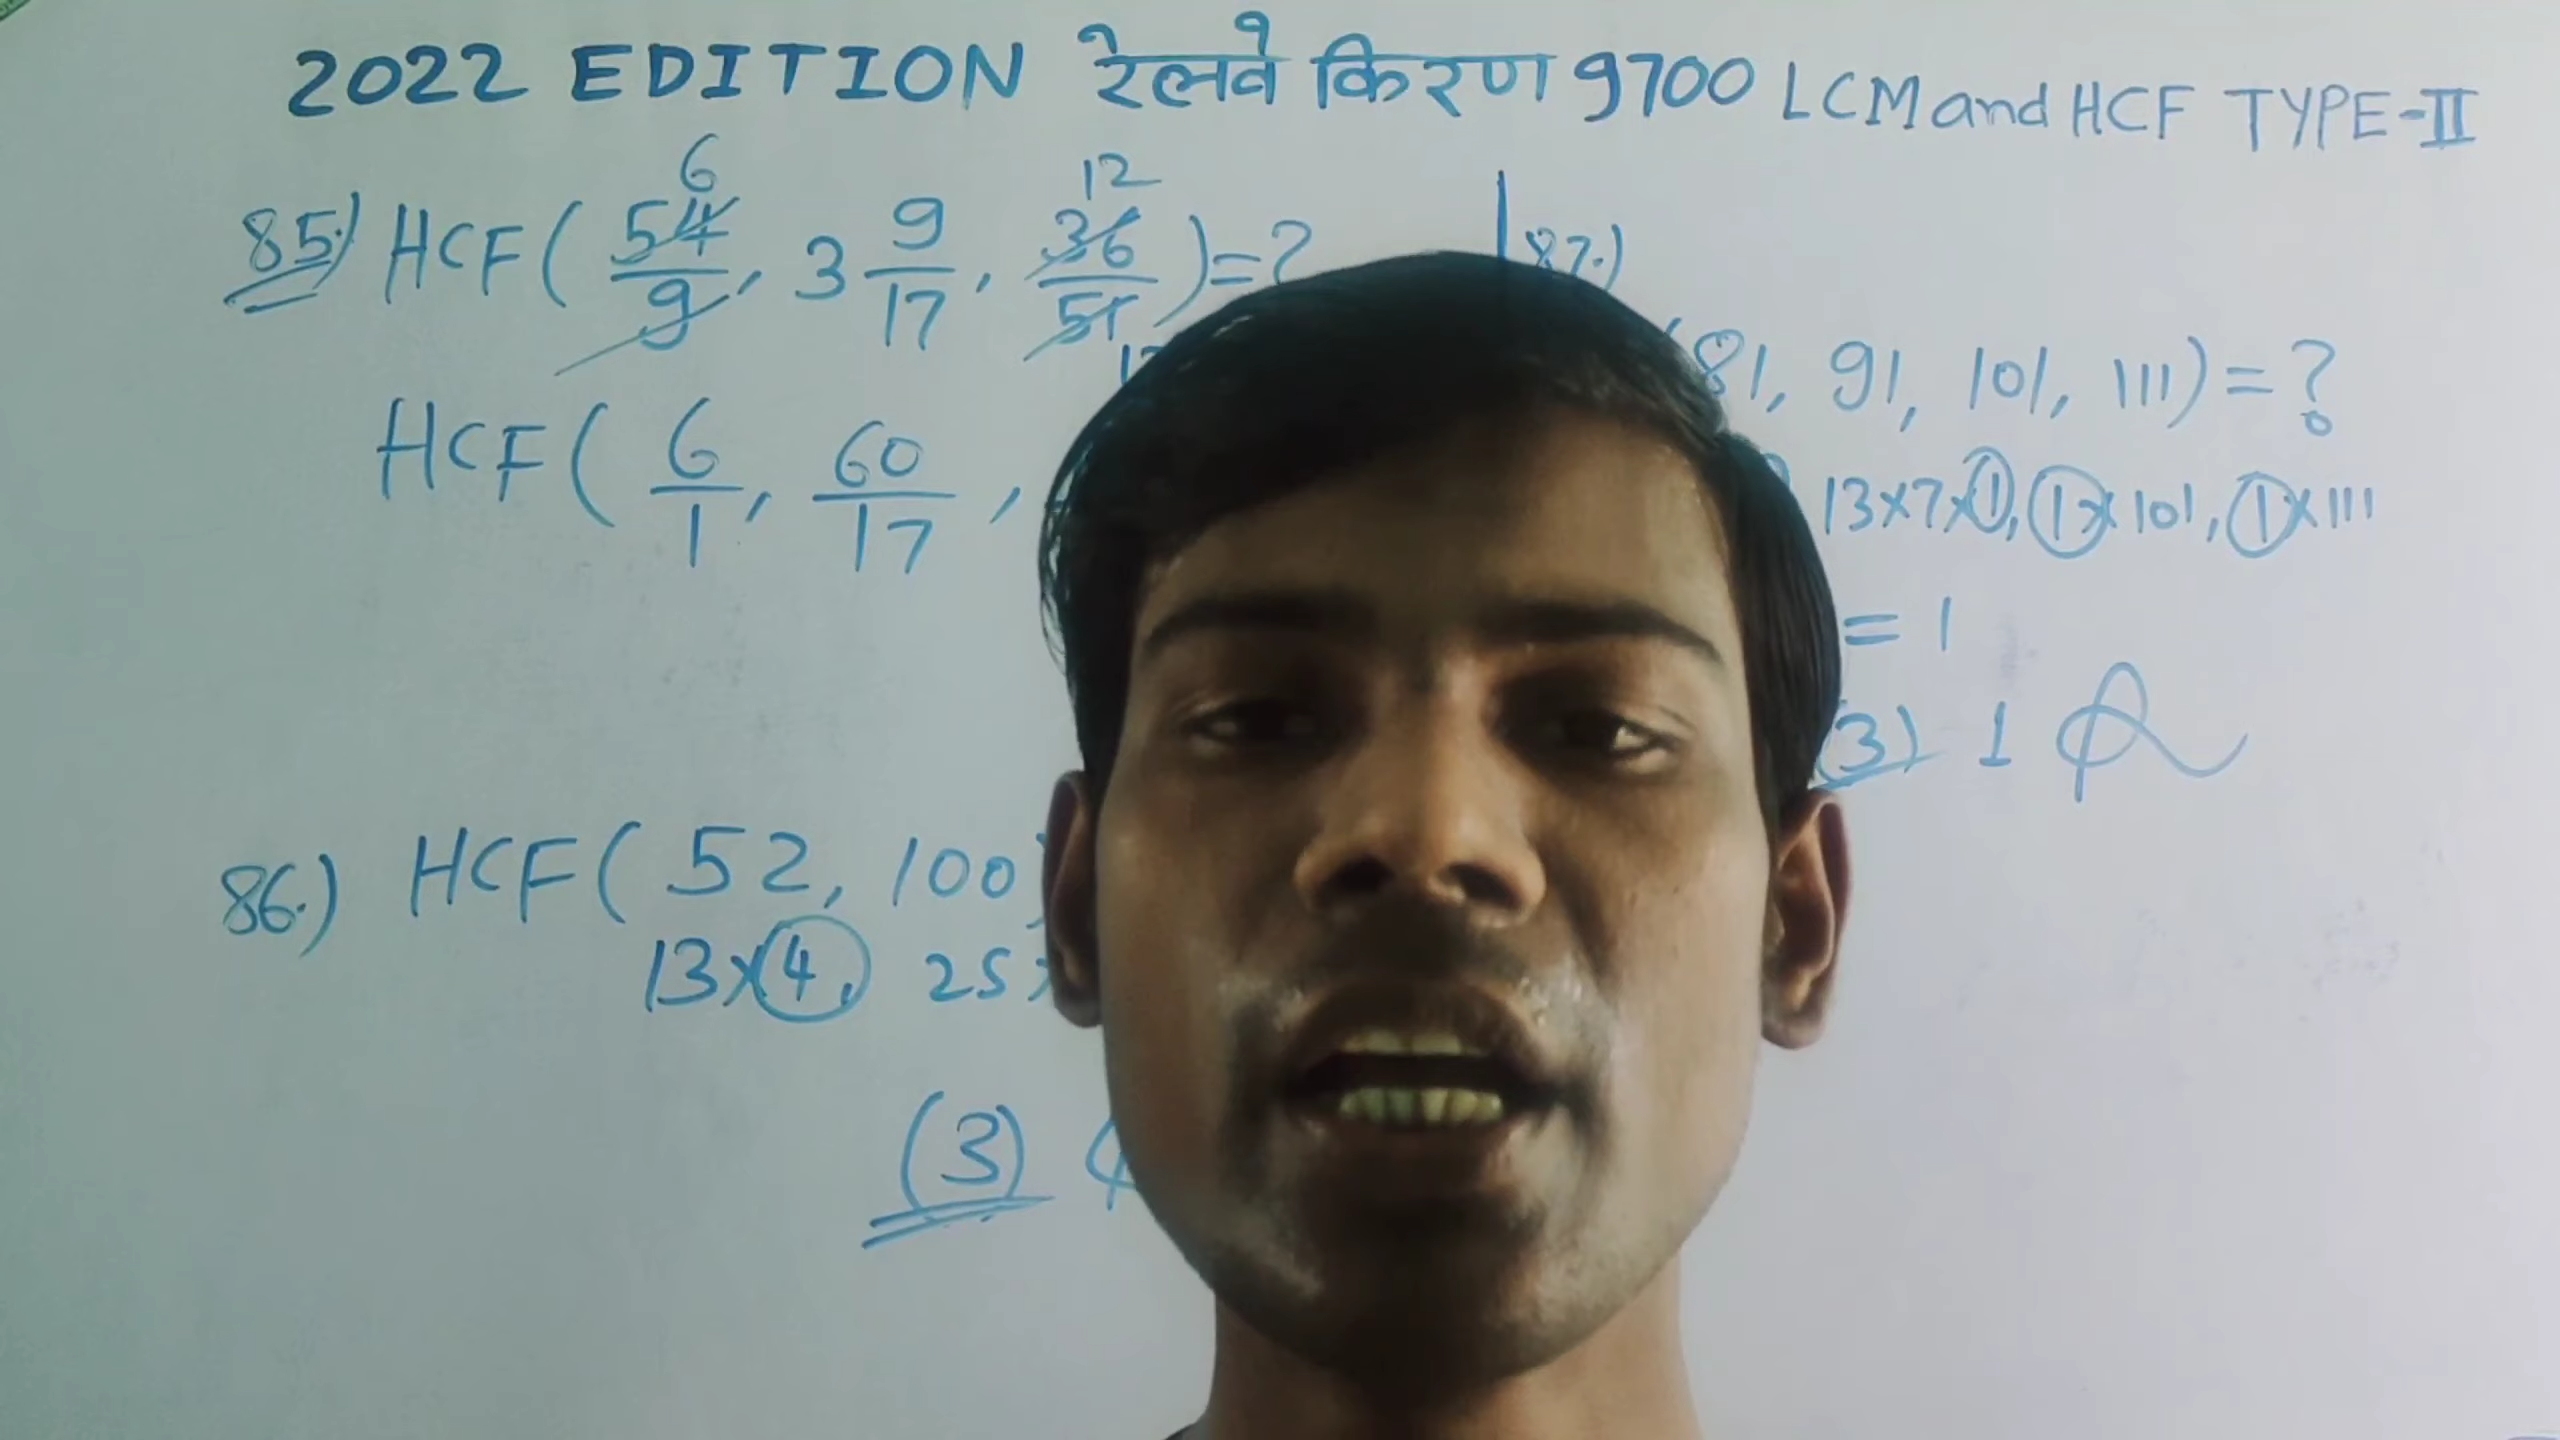 2022 EDITION रेलवे किरण 9700 LCM and HCF TYPE-II
6
12
85.) HCF ( 54/9, 3 9/17, 36/51 ) = ?
HCF ( 6/1, 60/17,
86.) HCF ( 52, 100
13×4, 25×
(3)
87.)
(81, 91, 101, 111) = ?
13×7×1, 1×101, 1×111
= 1
(3) 1